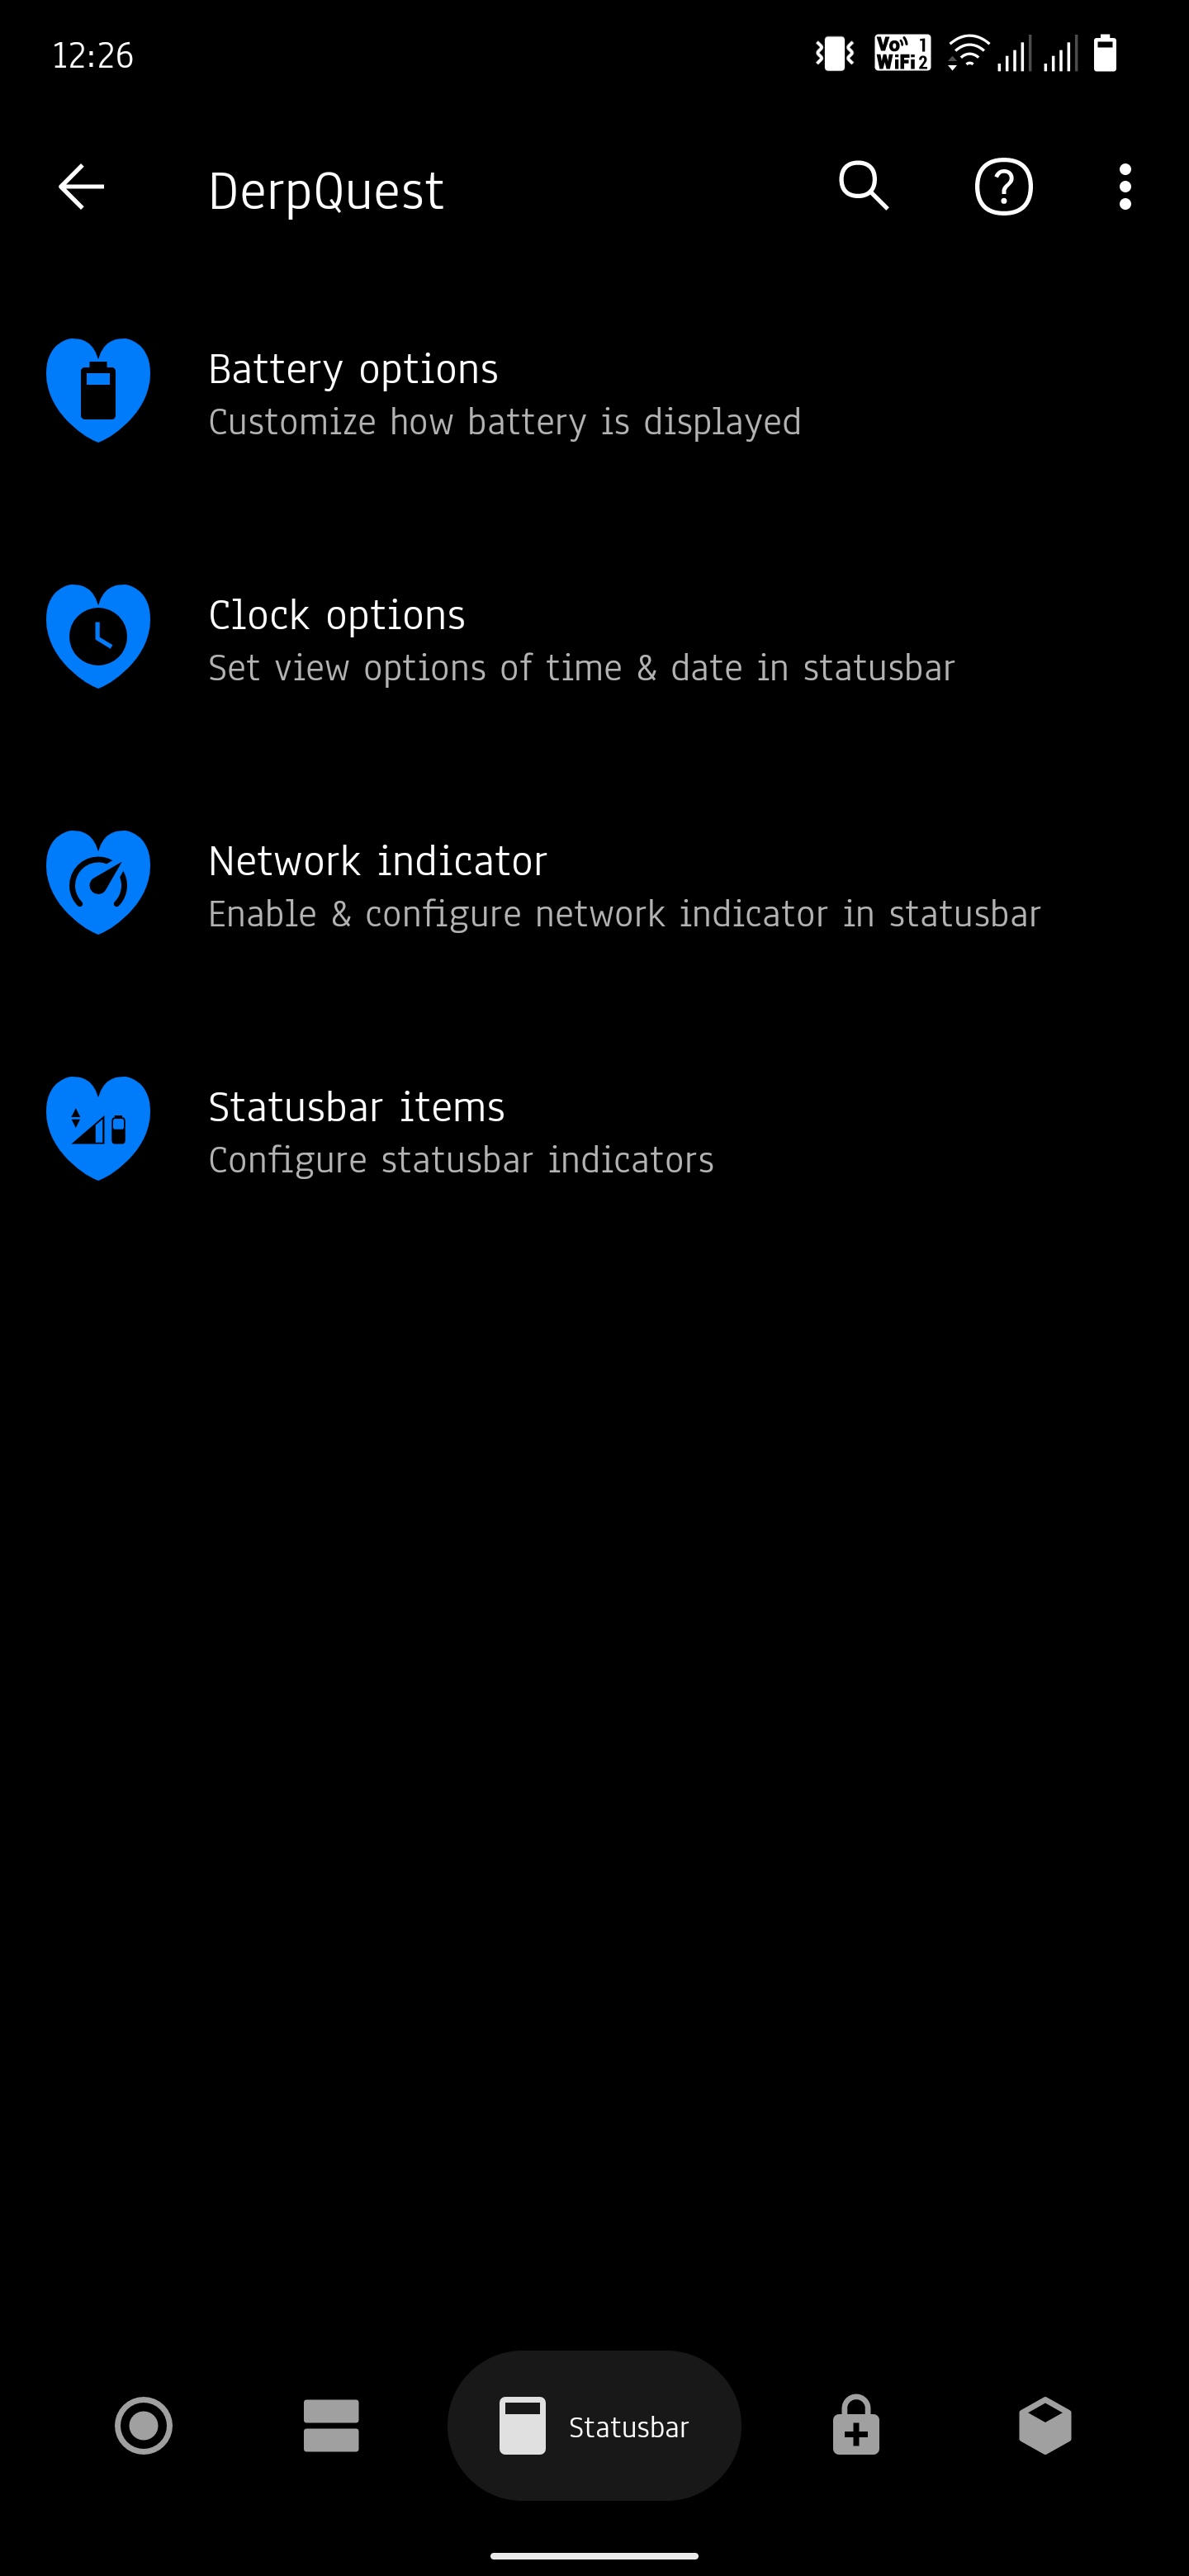 12:26
Vo 1
WiFi 2
DerpQuest
?
Battery options
Customize how battery is displayed
Clock options
Set view options of time & date in statusbar
Network indicator
Enable & configure network indicator in statusbar
Statusbar items
Configure statusbar indicators
Statusbar